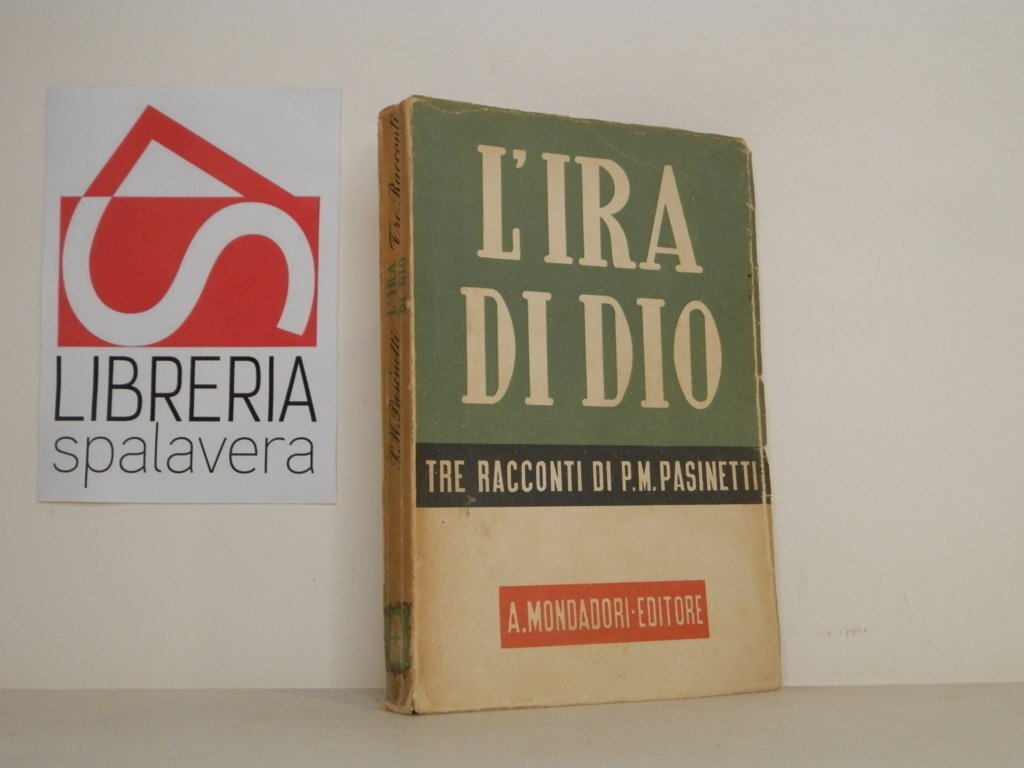 LIBRERIA
spalavera
P.M. Pasinetti L'IRA DI DIO Tre Racconti
L'IRA
DI DIO
TRE RACCONTI DI P.M. PASINETTI
A. MONDADORI · EDITORE